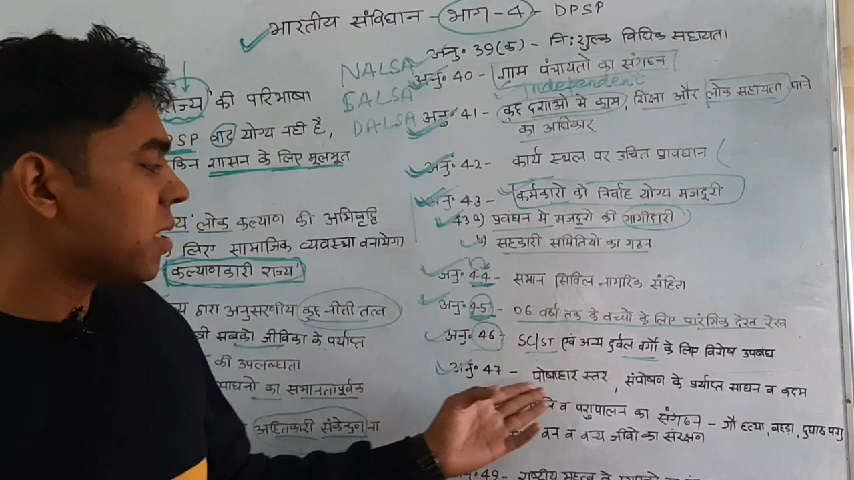 भारतीय संविधान - भाग-4 - DPSP
राज्य' की परिभाषा
DPSP वाद योग्य नही है,
लेकिन शासन के लिए मूलभूत
लोक कल्याण की अभिवृद्धि
लिए सामाजिक व्यवस्था बनायेगा
'कल्याणकारी राज्य'
द्वारा अनुसरणीय कुछ नीती तत्व
सबको जीविका के पर्याप्त
की उपलब्धता
का समानतापूर्वक
अहितकारी संकेन्द्रण ना
NALSA
SALSA
DALSA
अनु॰ 39(क) - नि:शुल्क विधिक सहायता
अनु॰ 40 - ग्राम पंचायतो का संगठन
Independent
अनु॰ 41 - कुछ दशाओ मे काम, शिक्षा और लोक सहायता पाने
का अधिकार
अनु॰ 42 - कार्य स्थल पर उचित प्रावधान
अनु॰ 43 - कर्मकारो को निर्वाह योग्य मजदूरी
43 a) प्रबंधन मे मजदूरो की भागीदारी
b) सहकारी समितियो का गठन
अनु॰ 44 - समान सिविल नागरिक संहिता
अनु॰ 45 - 06 वर्ष तक के बच्चो के लिए प्रारंभिक देख रेख
अनु॰ 46 - SC/ST एवं अन्य दुर्बल वर्गो के लिए विशेष उपबंध
अनु॰ 47 - पोषाहार स्तर, संपोषण के पर्याप्त साधन व कदम
व पशुपालन का संगठन - गौ हत्या, बछडा, दुधारू पशु
वन व वन्य जीवो का संरक्षण
अनु॰ 49 - राष्ट्रीय महत्व के